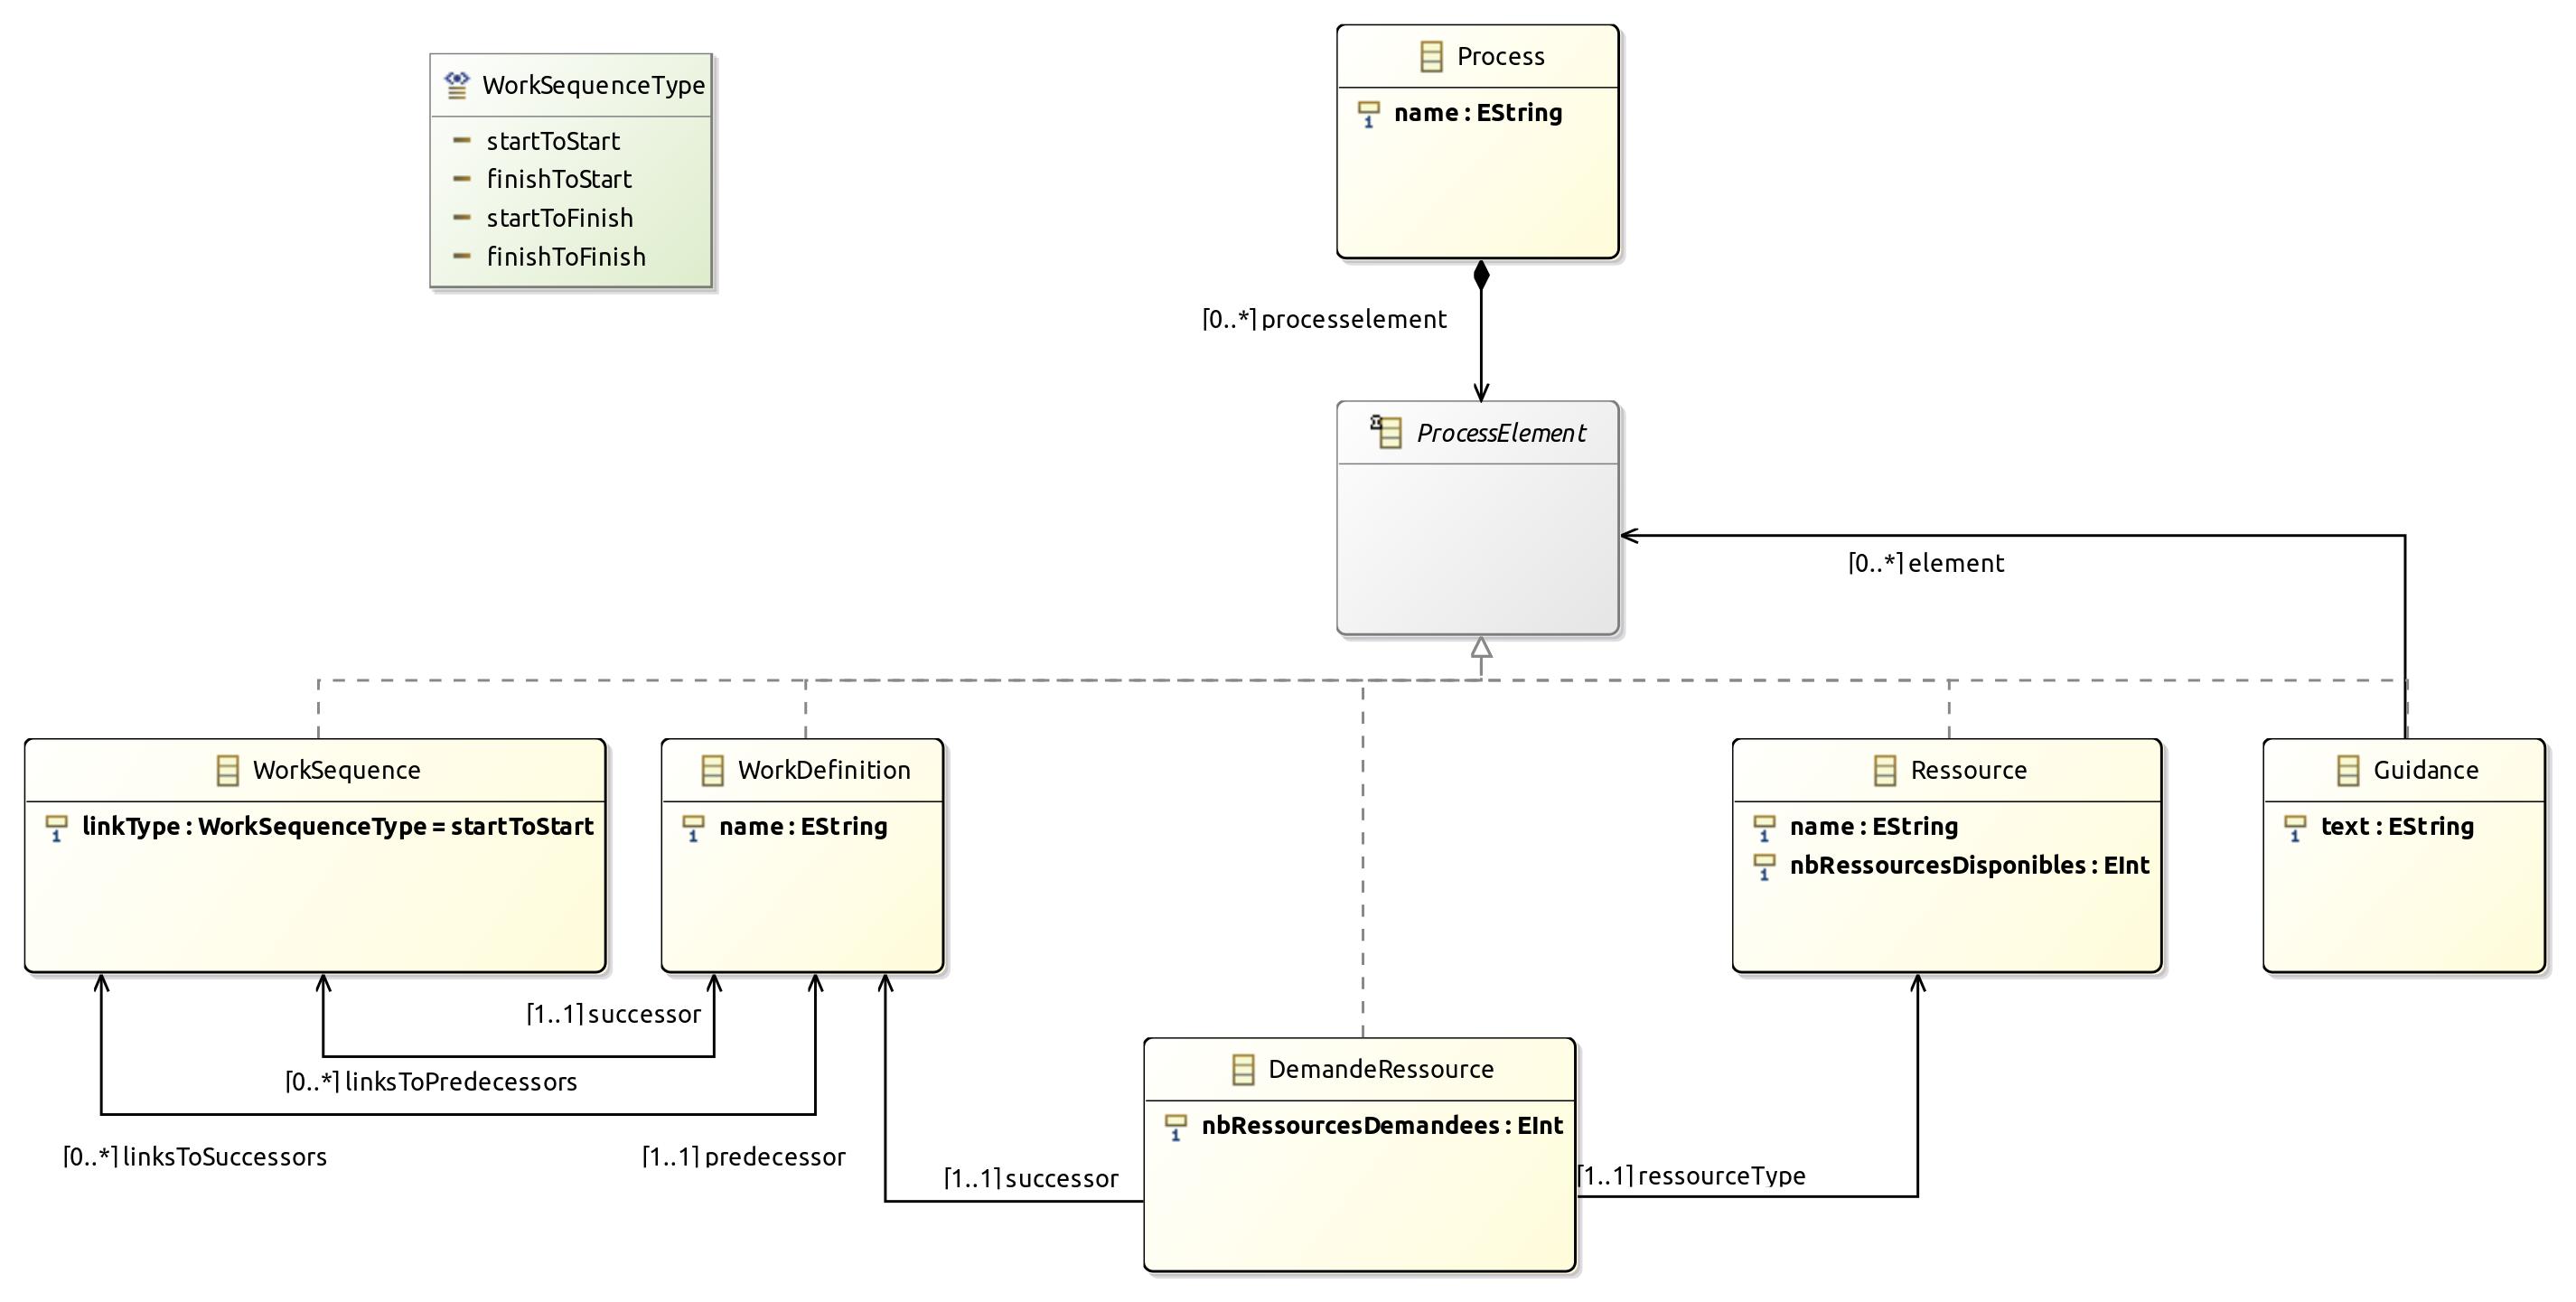 Process
name : EString
WorkSequenceType
startToStart
finishToStart
startToFinish
finishToFinish
[0..*] processelement
ProcessElement
[0..*] element
WorkSequence
linkType : WorkSequenceType = startToStart
WorkDefinition
name : EString
Ressource
name : EString
nbRessourcesDisponibles : EInt
Guidance
text : EString
[1..1] successor
[0..*] linksToPredecessors
[0..*] linksToSuccessors
[1..1] predecessor
DemandeRessource
nbRessourcesDemandees : EInt
[1..1] successor
[1..1] ressourceType